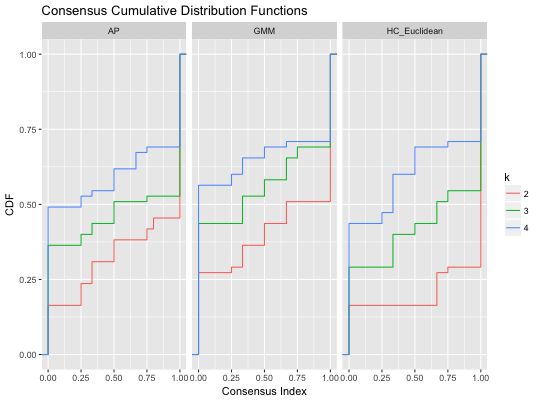 Consensus Cumulative Distribution Functions
AP GMM HC_Euclidean
1.00
0.75
0.50
0.25
0.00
CDF
0.00 0.25 0.50 0.75 1.00 0.00 0.25 0.50 0.75 1.00 0.00 0.25 0.50 0.75 1.00
Consensus Index
k
2
3
4